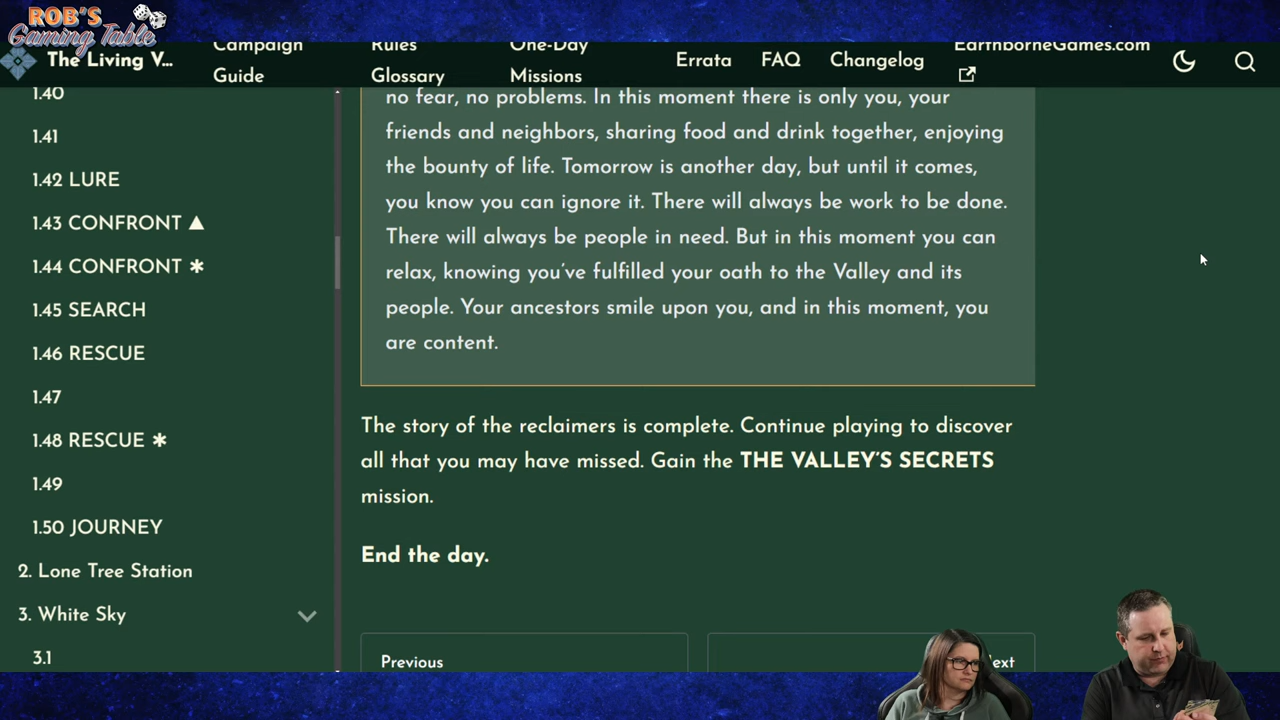 ROB'S
Gaming Table
The Living V...
Campaign
Guide
Rules
Glossary
One-Day
Missions
Errata
FAQ
Changelog
EarthborneGames.com
1.40
1.41
1.42 LURE
1.43 CONFRONT ▲
1.44 CONFRONT ✱
1.45 SEARCH
1.46 RESCUE
1.47
1.48 RESCUE ✱
1.49
1.50 JOURNEY
2. Lone Tree Station
3. White Sky
3.1
no fear, no problems. In this moment there is only you, your
friends and neighbors, sharing food and drink together, enjoying
the bounty of life. Tomorrow is another day, but until it comes,
you know you can ignore it. There will always be work to be done.
There will always be people in need. But in this moment you can
relax, knowing you've fulfilled your oath to the Valley and its
people. Your ancestors smile upon you, and in this moment, you
are content.
The story of the reclaimers is complete. Continue playing to discover
all that you may have missed. Gain the THE VALLEY'S SECRETS
mission.
End the day.
Previous
ext